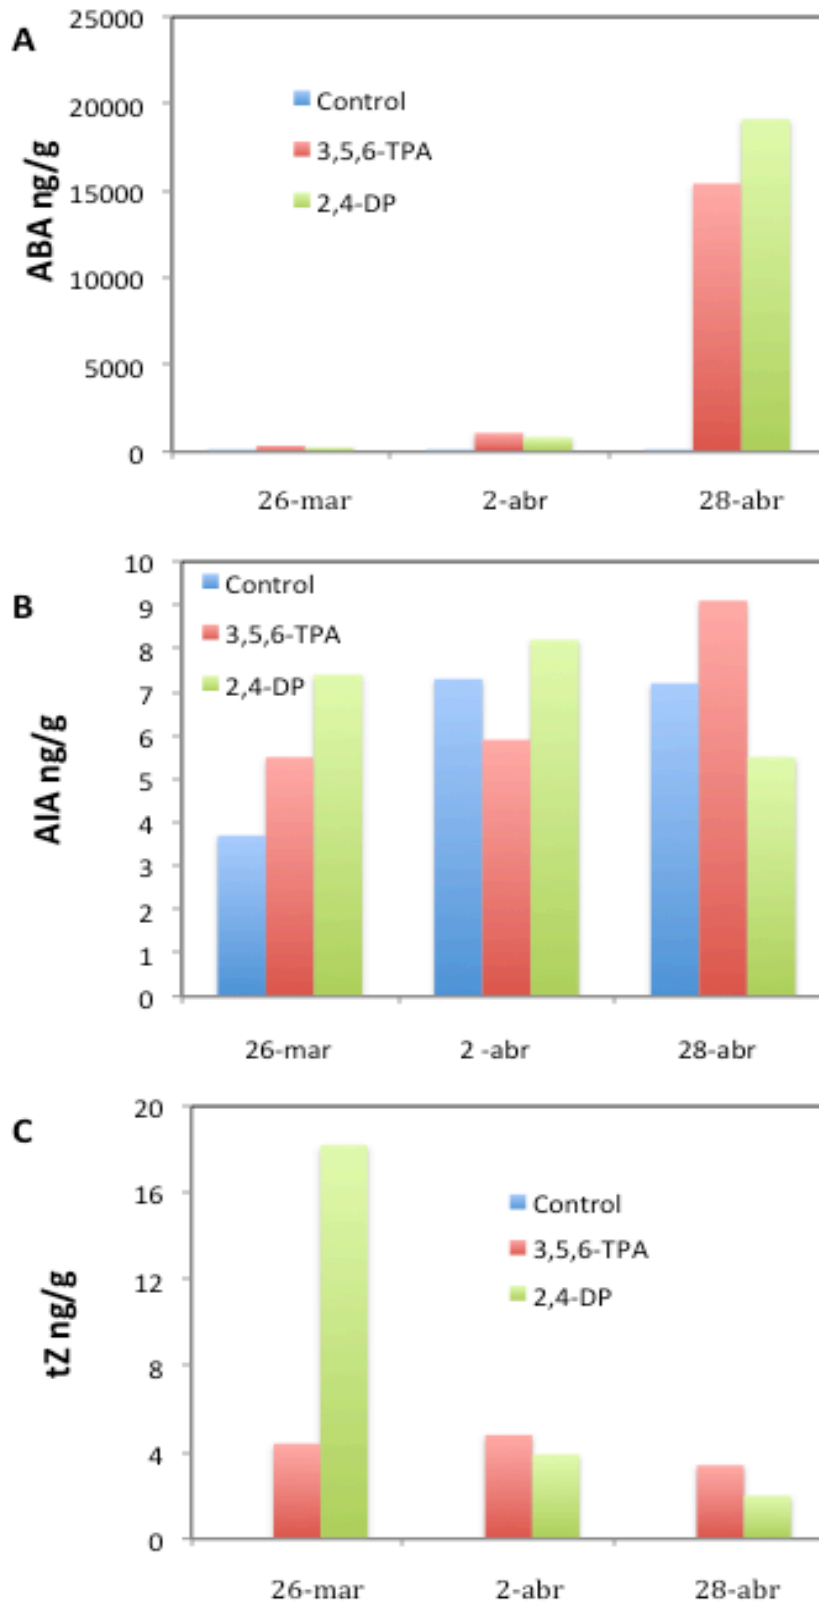 A
ABA ng/g
25000
20000
15000
10000
5000
0
Control
3,5,6-TPA
2,4-DP
26-mar 2-abr 28-abr
B
AIA ng/g
10
9
8
7
6
5
4
3
2
1
0
Control
3,5,6-TPA
2,4-DP
26-mar 2 -abr 28-abr
C
tZ ng/g
20
16
12
8
4
0
Control
3,5,6-TPA
2,4-DP
26-mar 2-abr 28-abr